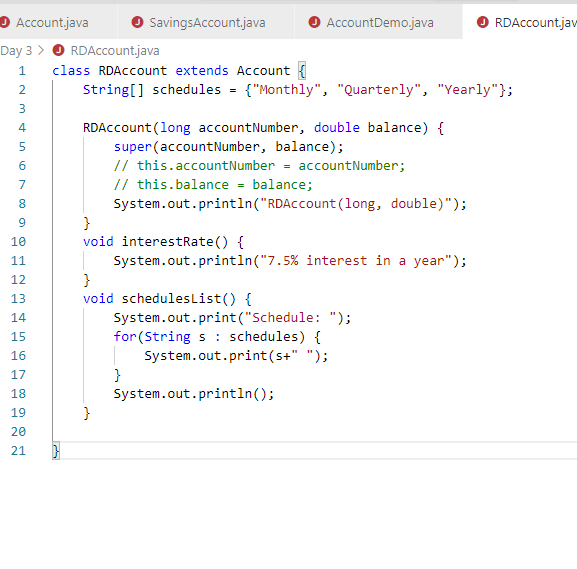 Account.java SavingsAccount.java AccountDemo.java RDAccount.jav
Day 3 > RDAccount.java
1 class RDAccount extends Account {
2 String[] schedules = {"Monthly", "Quarterly", "Yearly"};
3
4 RDAccount(long accountNumber, double balance) {
5 super(accountNumber, balance);
6 // this.accountNumber = accountNumber;
7 // this.balance = balance;
8 System.out.println("RDAccount(long, double)");
9 }
10 void interestRate() {
11 System.out.println("7.5% interest in a year");
12 }
13 void schedulesList() {
14 System.out.print("Schedule: ");
15 for(String s : schedules) {
16 System.out.print(s+" ");
17 }
18 System.out.println();
19 }
20
21 }